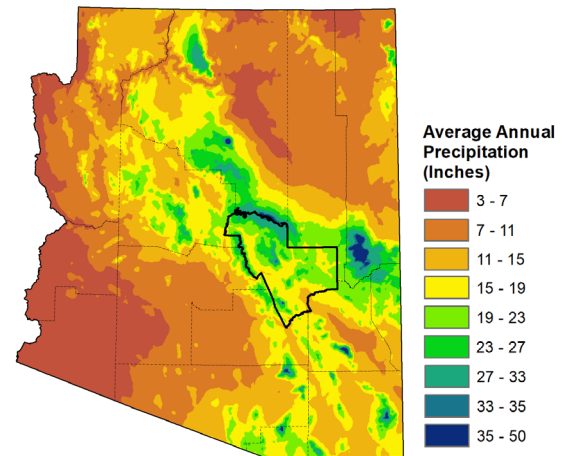 Average Annual
Precipitation
(Inches)
3 - 7
7 - 11
11 - 15
15 - 19
19 - 23
23 - 27
27 - 33
33 - 35
35 - 50